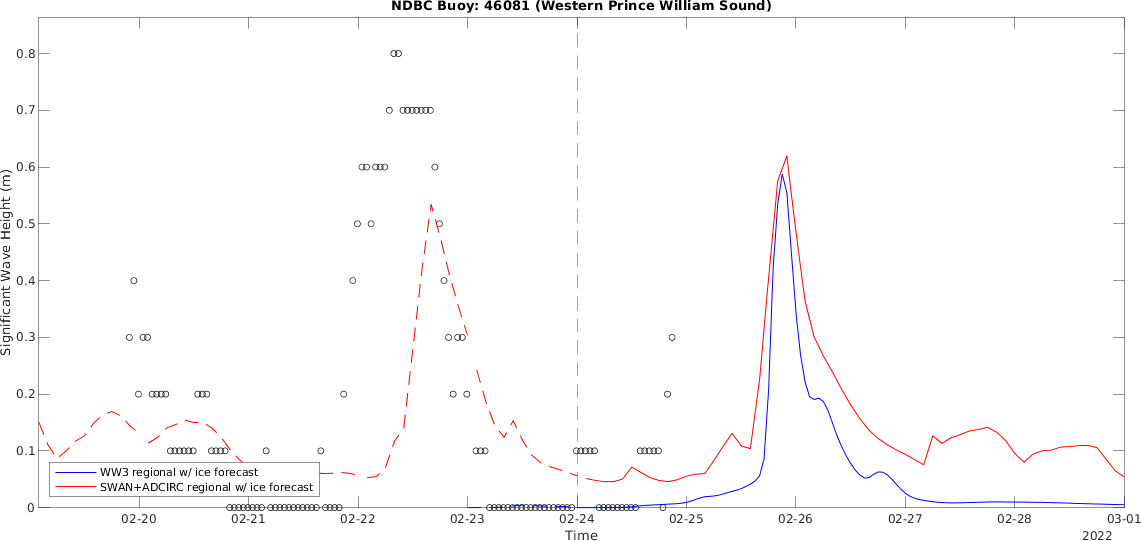 NDBC Buoy: 46081 (Western Prince William Sound)
Significant Wave Height (m)
0.8
0.7
0.6
0.5
0.4
0.3
0.2
0.1
0
WW3 regional w/ ice forecast
SWAN+ADCIRC regional w/ ice forecast
02-20 02-21 02-22 02-23 02-24 02-25 02-26 02-27 02-28 03-01
Time
2022